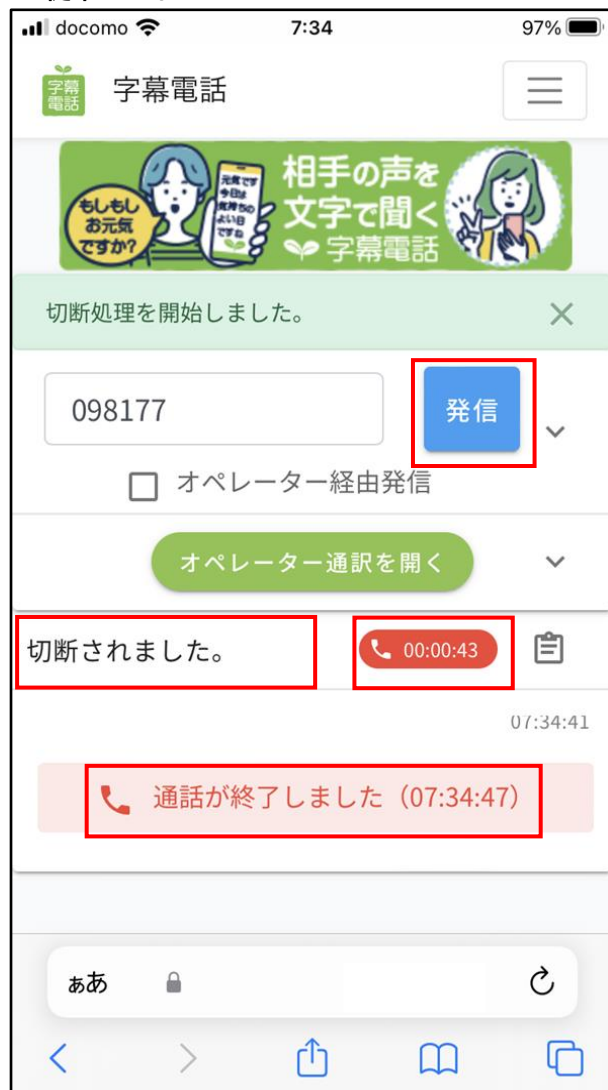 docomo 7:34 97%
字幕
電話
字幕電話
もしもし
お元気
ですか?
元気です
今日は
気持ちの
よい日
ですね
相手の声を
文字で聞く
字幕電話
切断処理を開始しました。
098177
発信
オペレーター経由発信
オペレーター通訳を開く
切断されました。
00:00:43
07:34:41
通話が終了しました（07:34:47）
ぁあ